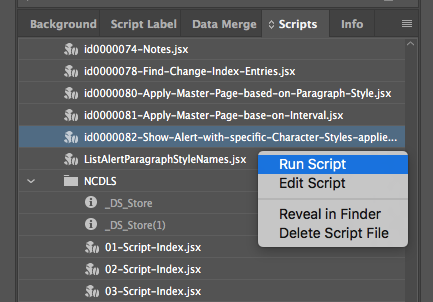 Background Script Label Data Merge Scripts Info
id0000074-Notes.jsx
id0000078-Find-Change-Index-Entries.jsx
id0000080-Apply-Master-Page-based-on-Paragraph-Style.jsx
id0000081-Apply-Master-Page-base-on-Interval.jsx
id0000082-Show-Alert-with-specific-Character-Styles-applie...
ListAlertParagraphStyleNames.jsx
Run Script
Edit Script
Reveal in Finder
Delete Script File
NCDLS
_DS_Store
_DS_Store(1)
01-Script-Index.jsx
02-Script-Index.jsx
03-Script-Index.jsx